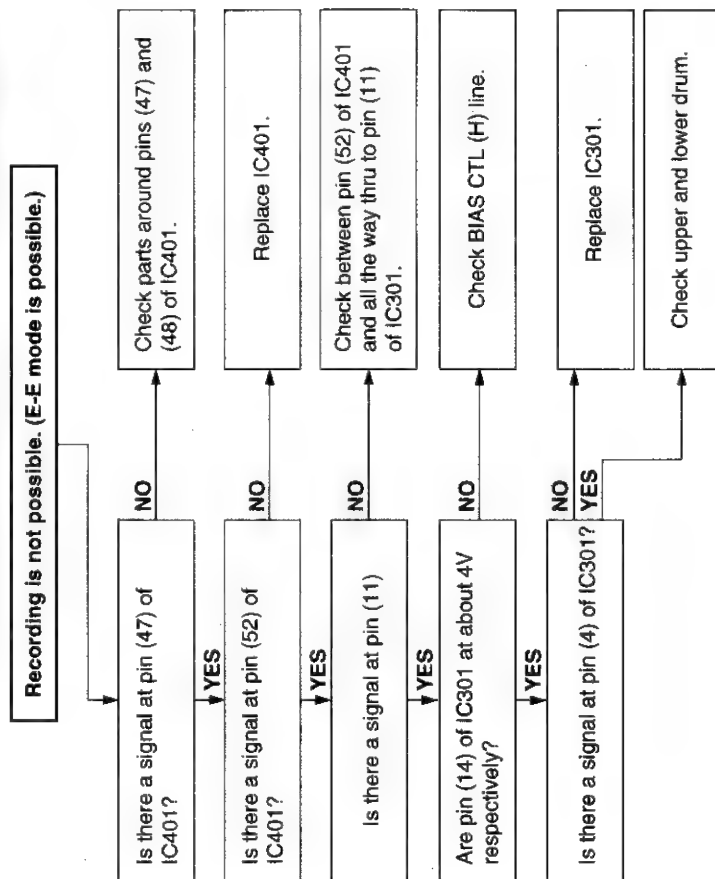 Recording is not possible. (E-E mode is possible.)
Is there a signal at pin (47) of
IC401?
NO
Check parts around pins (47) and
(48) of IC401.
YES
Is there a signal at pin (52) of
IC401?
NO
Replace IC401.
YES
Is there a signal at pin (11)
NO
Check between pin (52) of IC401
and all the way thru to pin (11)
of IC301.
YES
Are pin (14) of IC301 at about 4V
respectively?
NO
Check BIAS CTL (H) line.
YES
Is there a signal at pin (4) of IC301?
NO
Replace IC301.
YES
Check upper and lower drum.